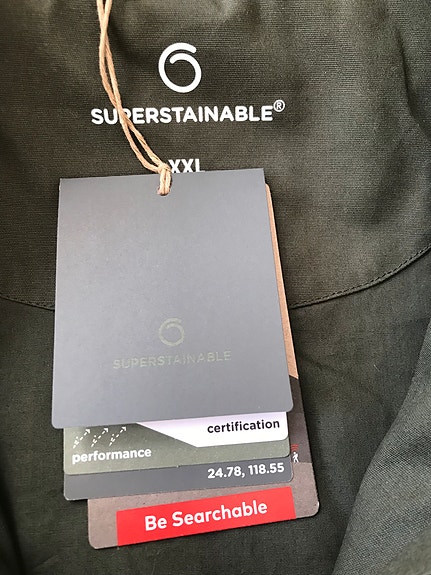 SUPERSTAINABLE®
XXL
SUPERSTAINABLE
certification
performance
24.78, 118.55
Be Searchable